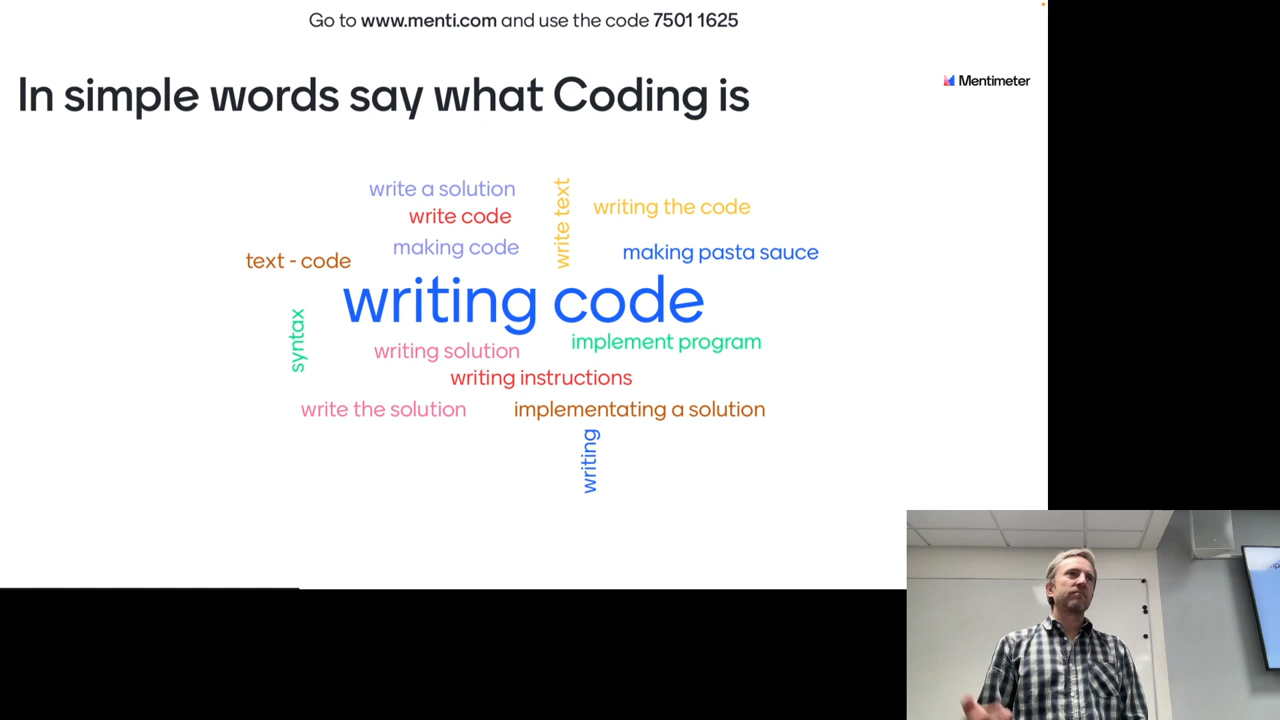 Go to www.menti.com and use the code 7501 1625
In simple words say what Coding is
Mentimeter
write a solution
write text
writing the code
write code
making code
making pasta sauce
text - code
writing code
syntax
implement program
writing solution
writing instructions
write the solution
implementating a solution
writing